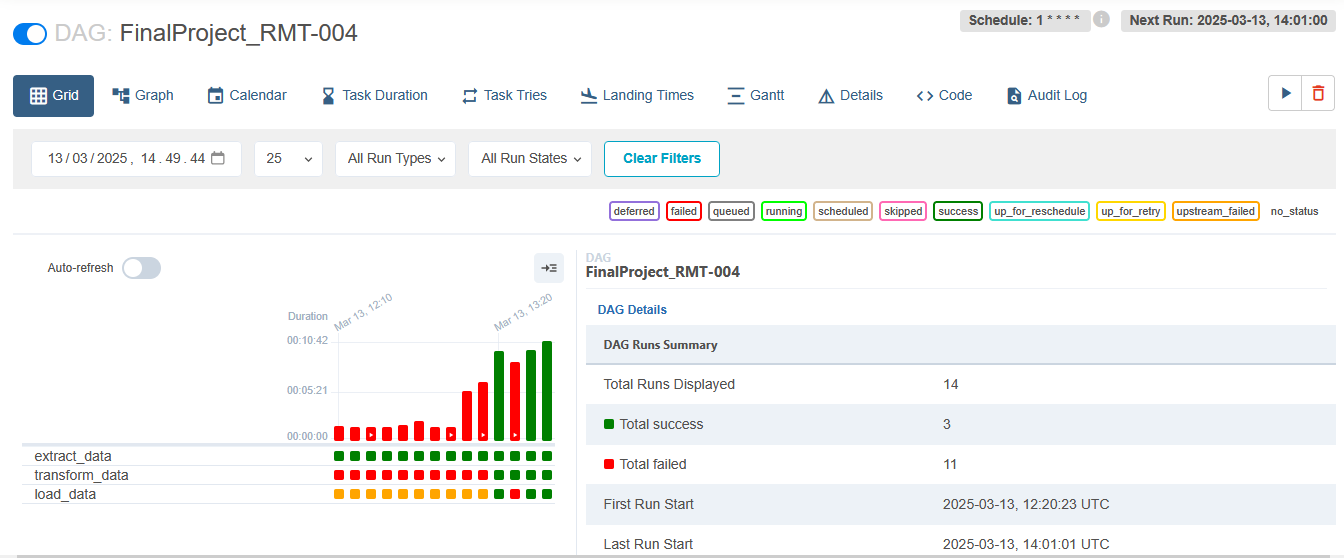 DAG: FinalProject_RMT-004
Schedule: 1 * * * *
Next Run: 2025-03-13, 14:01:00
Grid
Graph
Calendar
Task Duration
Task Tries
Landing Times
Gantt
Details
Code
Audit Log
13/03/2025, 14.49.44
25
All Run Types
All Run States
Clear Filters
deferred
failed
queued
running
scheduled
skipped
success
up_for_reschedule
up_for_retry
upstream_failed
no_status
Auto-refresh
Duration
Mar 13, 12:10
Mar 13, 13:20
00:10:42
00:05:21
00:00:00
extract_data
transform_data
load_data
DAG
FinalProject_RMT-004
DAG Details
DAG Runs Summary
Total Runs Displayed 14
Total success 3
Total failed 11
First Run Start 2025-03-13, 12:20:23 UTC
Last Run Start 2025-03-13, 14:01:01 UTC